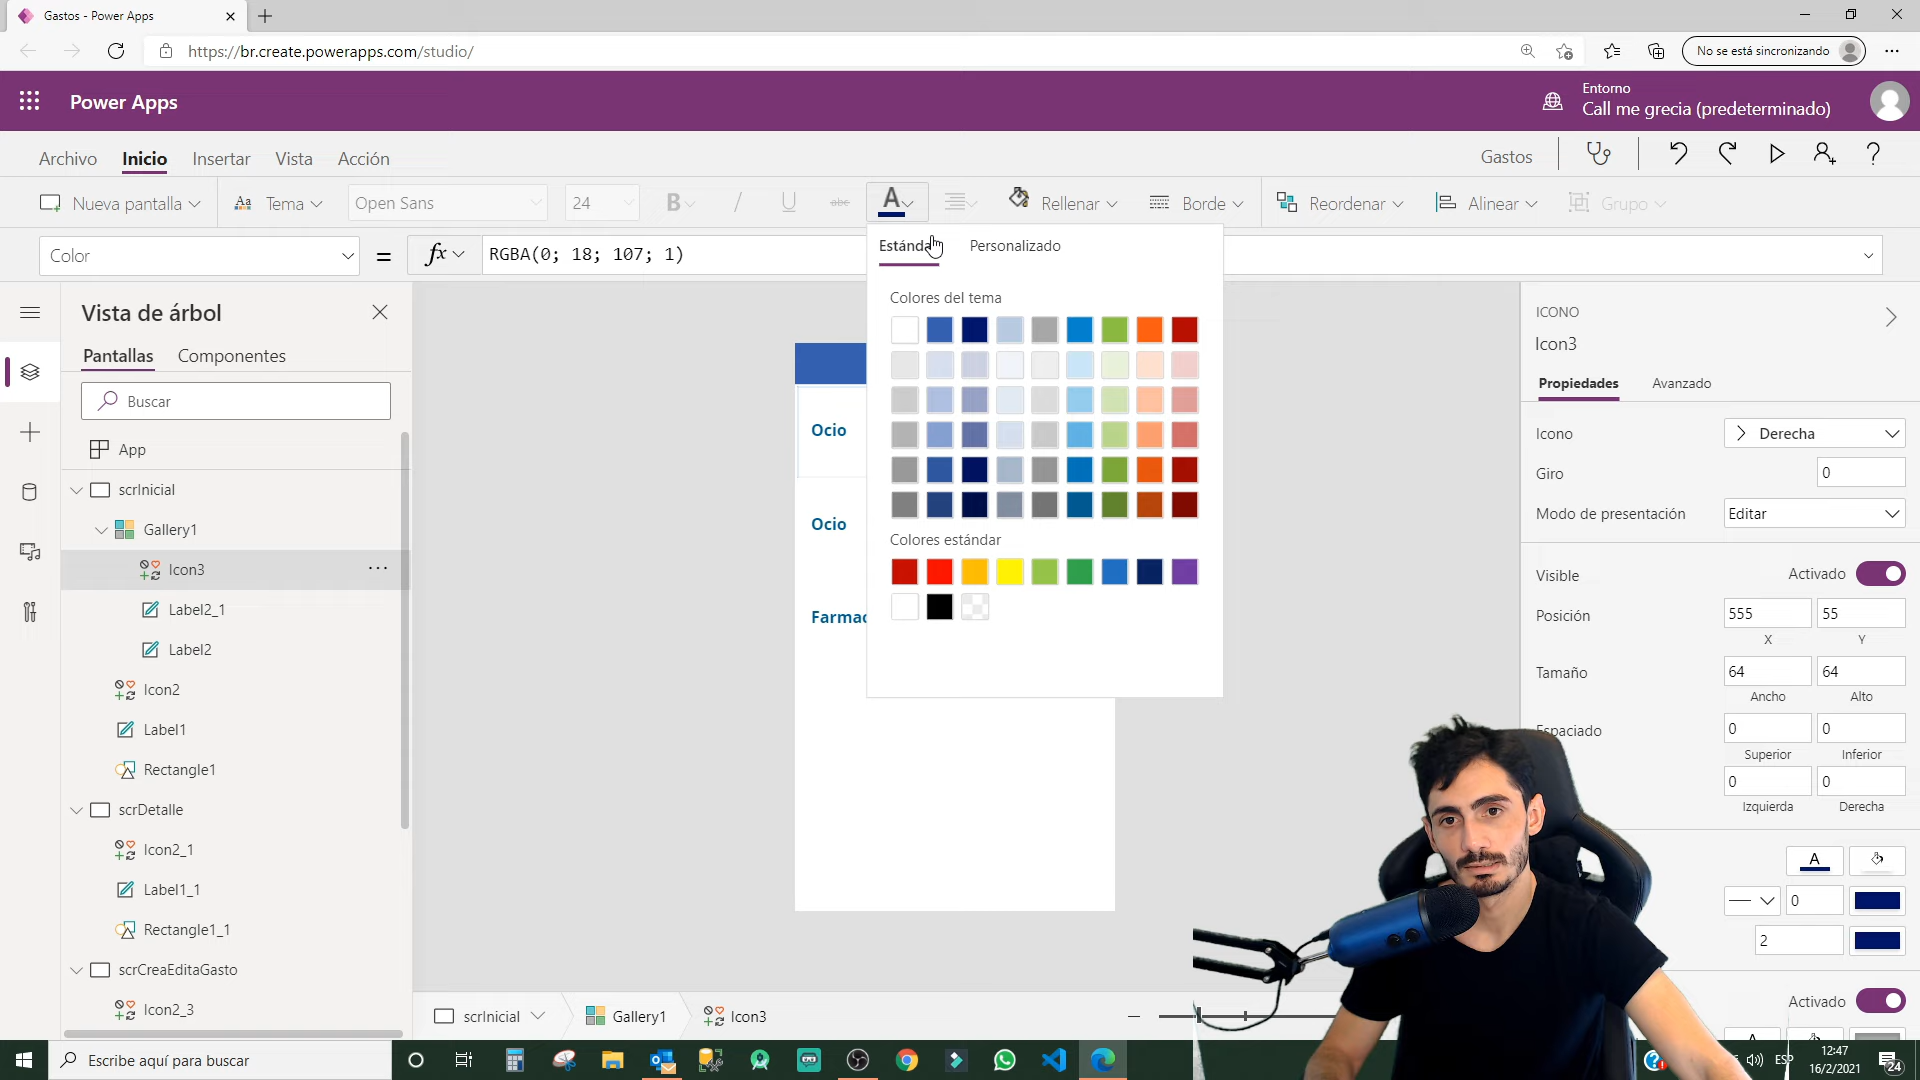 Gastos - Power Apps
https://br.create.powerapps.com/studio/
No se está sincronizando
Power Apps
Entorno
Call me grecia (predeterminado)
Archivo Inicio Insertar Vista Acción
Gastos
Nueva pantalla
Tema
Open Sans
24
B
I
U
abc
A
Rellenar
Borde
Reordenar
Alinear
Grupo
Color
=
fx
RGBA(0; 18; 107; 1)
Estándar
Personalizado
Colores del tema
Colores estándar
Vista de árbol
Pantallas
Componentes
Buscar
App
scrInicial
Gallery1
Icon3
Label2_1
Label2
Icon2
Label1
Rectangle1
scrDetalle
Icon2_1
Label1_1
Rectangle1_1
scrCreaEditaGasto
Icon2_3
Ocio
Ocio
Farmac
ICONO
Icon3
Propiedades
Avanzado
Icono
Derecha
Giro
0
Modo de presentación
Editar
Visible
Activado
Posición
555
55
X
Y
Tamaño
64
64
Ancho
Alto
Espaciado
0
0
Superior
Inferior
0
0
Izquierda
Derecha
A
0
2
Activado
scrInicial
Gallery1
Icon3
Escribe aquí para buscar
ESP
12:47
16/2/2021
24